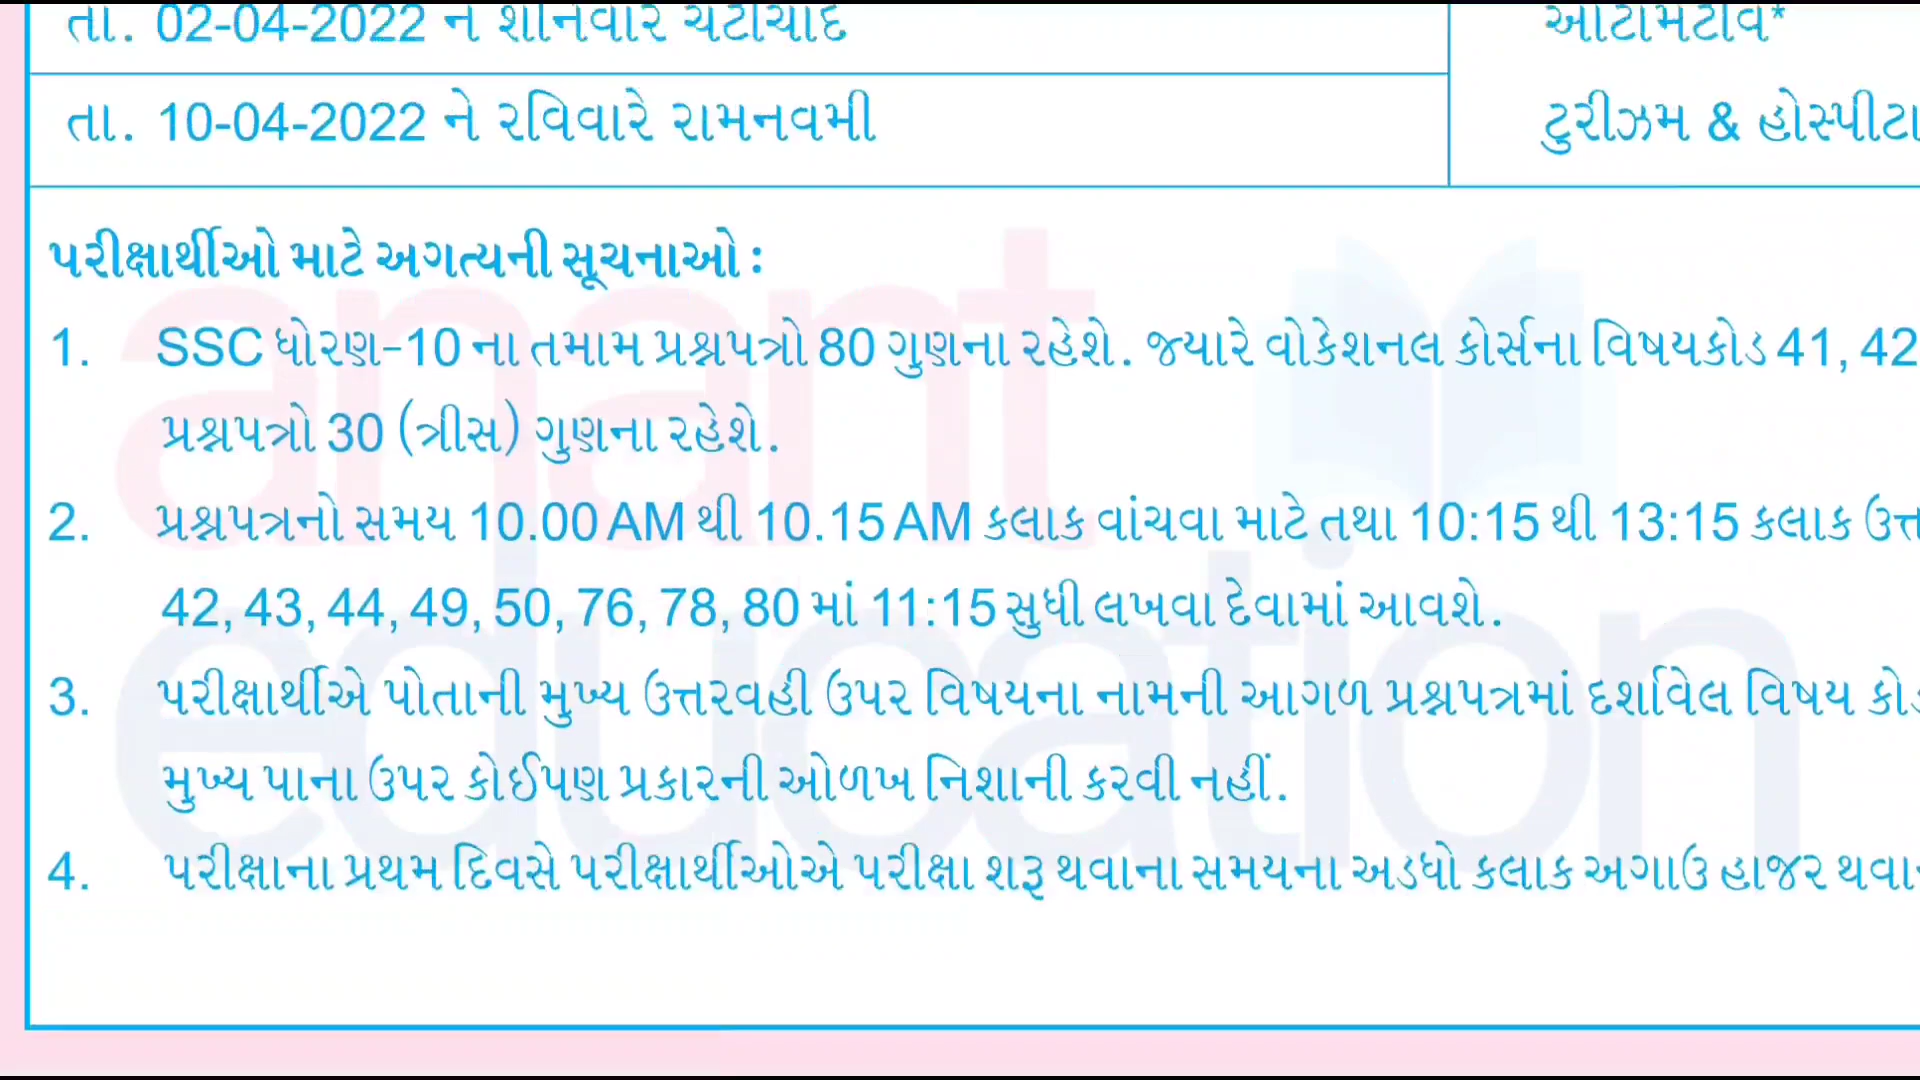 તા. 02-04-2022 ને શનિવારે ચેટીચાંદ
ઓટોમેટીવ*
તા. 10-04-2022 ને રવિવારે રામનવમી
ટુરીઝમ & હોસ્પીટા
પરીક્ષાર્થીઓ માટે અગત્યની સૂચનાઓ :
1. SSC ધોરણ-10 ના તમામ પ્રશ્નપત્રો 80 ગુણના રહેશે. જ્યારે વોકેશનલ કોર્સના વિષયકોડ 41, 42
પ્રશ્નપત્રો 30 (ત્રીસ) ગુણના રહેશે.
2. પ્રશ્નપત્રનો સમય 10.00 AM થી 10.15 AM કલાક વાંચવા માટે તથા 10:15 થી 13:15 કલાક ઉત્ત
42, 43, 44, 49, 50, 76, 78, 80 માં 11:15 સુધી લખવા દેવામાં આવશે.
3. પરીક્ષાર્થીએ પોતાની મુખ્ય ઉત્તરવહી ઉપર વિષયના નામની આગળ પ્રશ્નપત્રમાં દર્શાવેલ વિષય કોડ
મુખ્ય પાના ઉપર કોઈપણ પ્રકારની ઓળખ નિશાની કરવી નહીં.
4. પરીક્ષાના પ્રથમ દિવસે પરીક્ષાર્થીઓએ પરીક્ષા શરૂ થવાના સમયના અડધો કલાક અગાઉ હાજર થવાનુ
anant
education